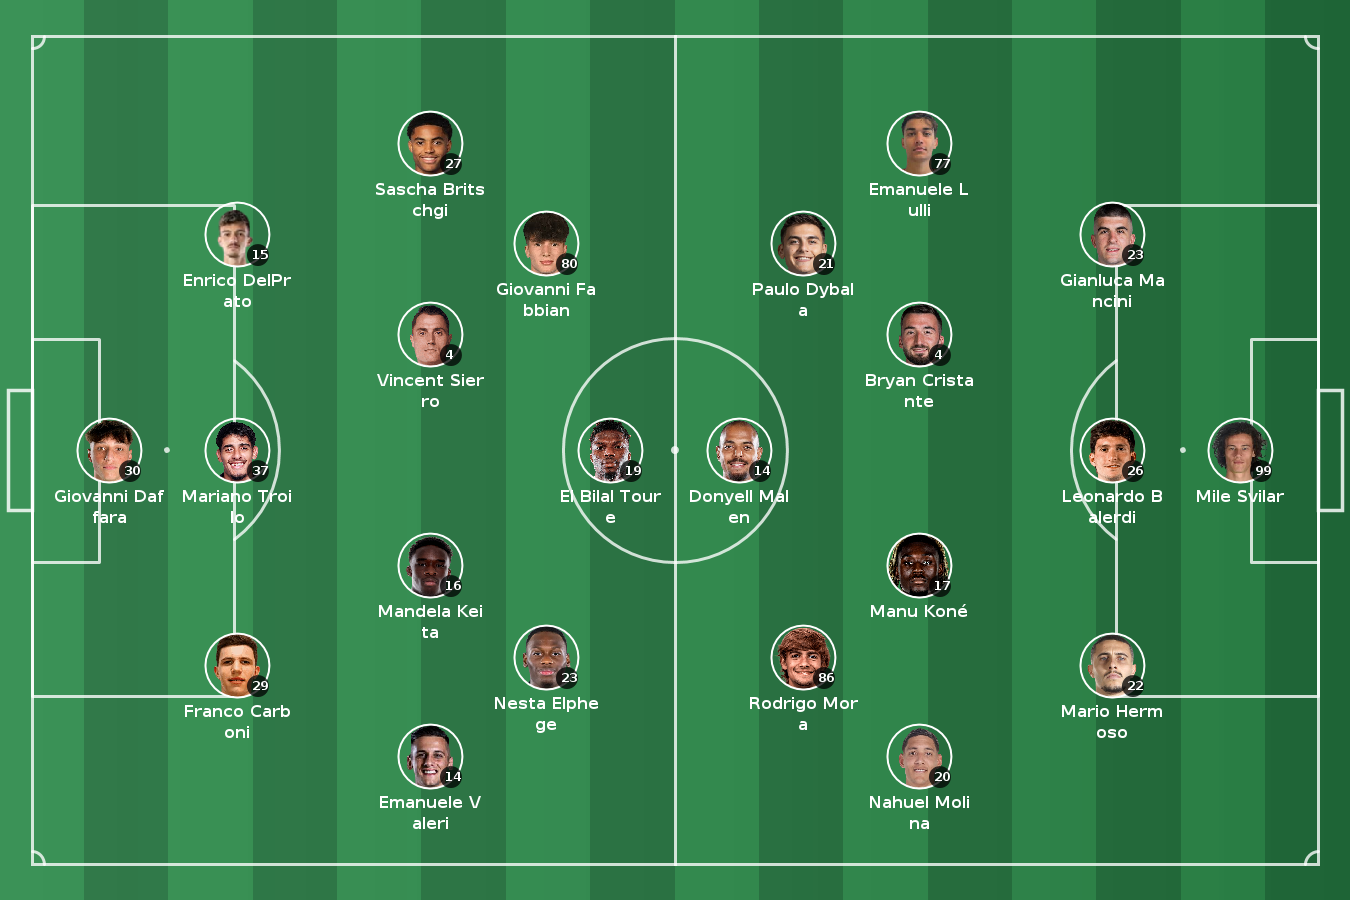 27
Sascha Brits
chgi
77
Emanuele L
ulli
15
Enrico DelPr
ato
80
Giovanni Fa
bbian
21
Paulo Dybal
a
23
Gianluca Ma
ncini
4
Vincent Sier
ro
4
Bryan Crista
nte
30
Giovanni Daf
fara
37
Mariano Troi
lo
19
El Bilal Tour
e
14
Donyell Mal
en
26
Leonardo B
alerdi
99
Mile Svilar
16
Mandela Kei
ta
17
Manu Koné
29
Franco Carb
oni
23
Nesta Elphe
ge
86
Rodrigo Mor
a
22
Mario Herm
oso
14
Emanuele V
aleri
20
Nahuel Moli
na